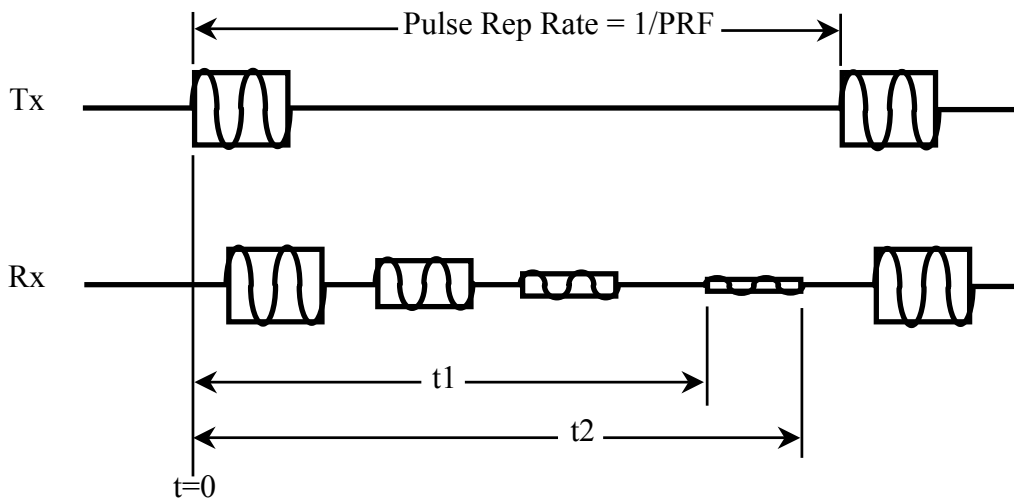 Pulse Rep Rate = 1/PRF
Tx
Rx
t1
t2
t=0